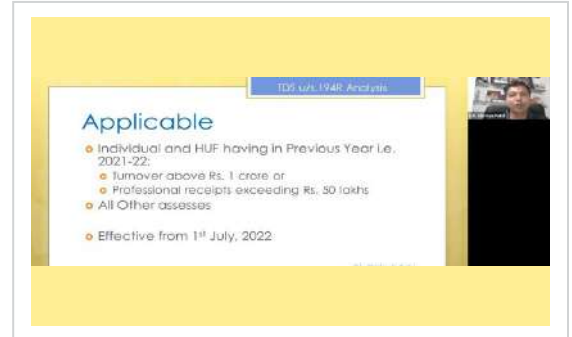 TDS u/s.194R Analysis
Applicable
Individual and HUF having in Previous Year i.e.
2021-22:
Turnover above Rs. 1 crore or
Professional receipts exceeding Rs. 50 lakhs
All Other assesses
Effective from 1st July, 2022